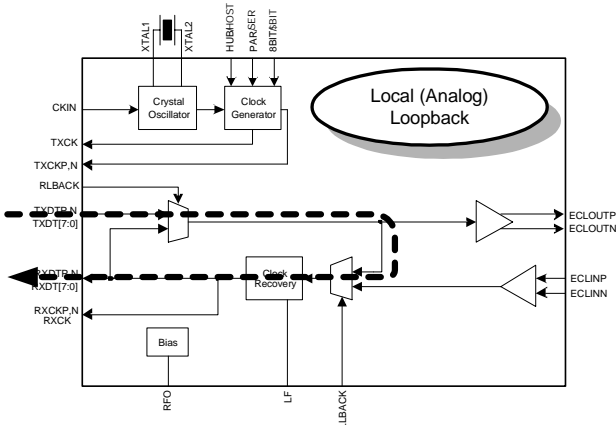 XTAL1
XTAL2
HUB/HOST
PAR/SER
8BIT/5BIT
Local (Analog)
Loopback
CKIN
Crystal
Oscillator
Clock
Generator
TXCK
TXCKP,N
RLBACK
TXDTP,N
TXDT[7:0]
ECLOUTP
ECLOUTN
RXDTP,N
RXDT[7:0]
Clock
Recovery
ECLINP
ECLINN
RXCKP,N
RXCK
Bias
RFO
LF
LBACK